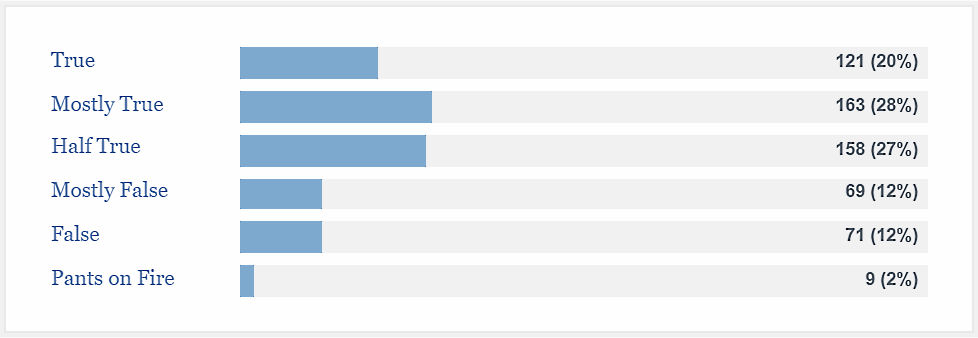 True 121 (20%)
Mostly True 163 (28%)
Half True 158 (27%)
Mostly False 69 (12%)
False 71 (12%)
Pants on Fire 9 (2%)